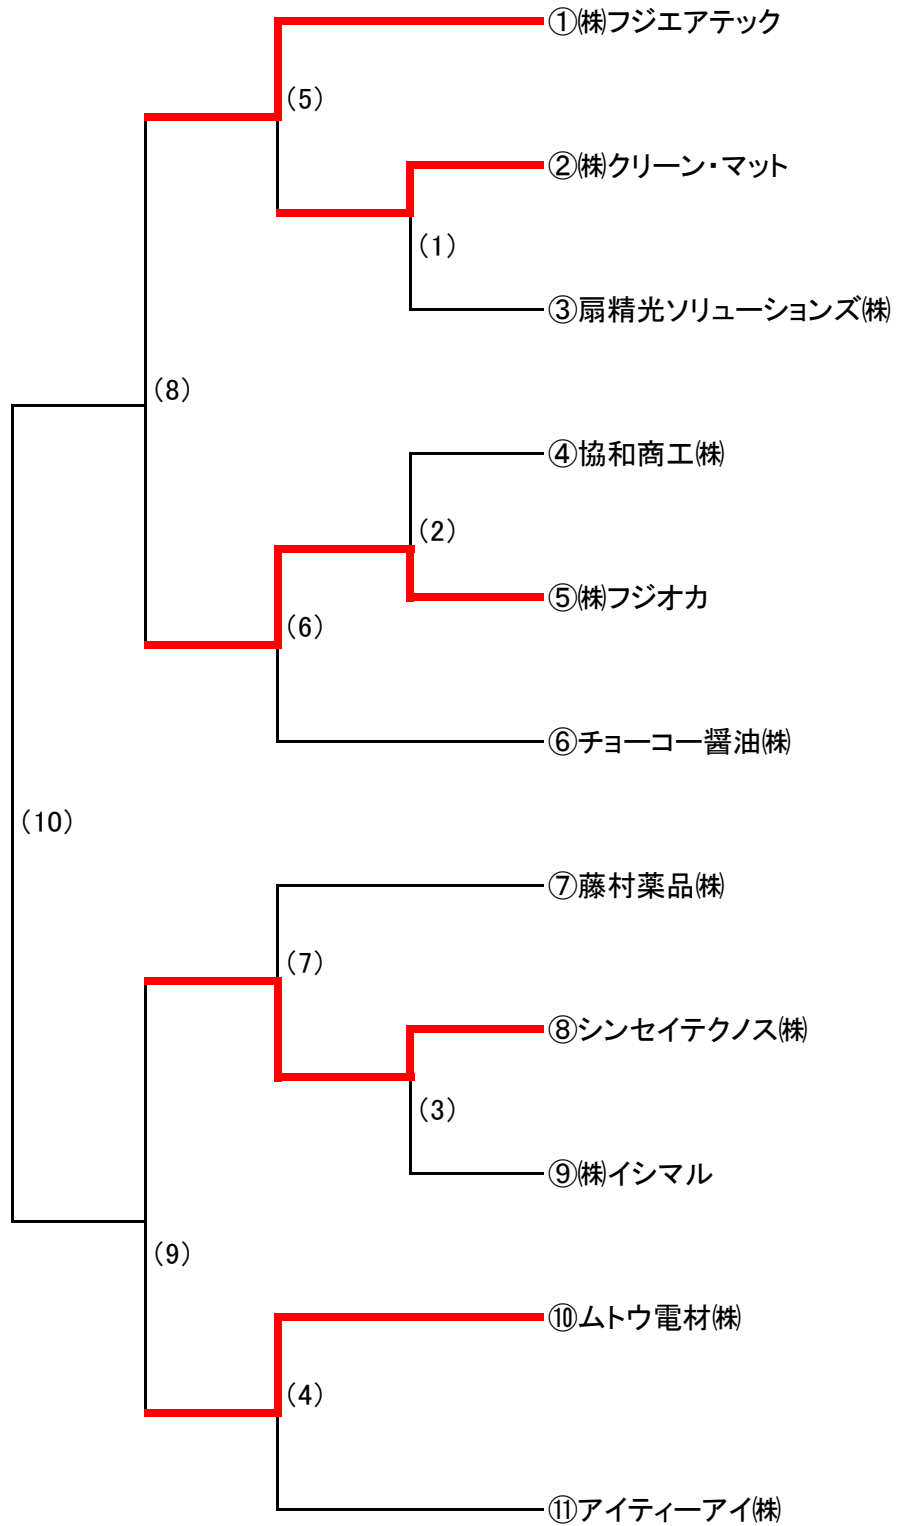 ①㈱フジエアテック
(5)
②㈱クリーン・マット
(1)
③扇精光ソリューションズ㈱
(8)
④協和商工㈱
(2)
⑤㈱フジオカ
(6)
⑥チョーコー醤油㈱
(10)
⑦藤村薬品㈱
(7)
⑧シンセイテクノス㈱
(3)
⑨㈱イシマル
(9)
⑩ムトウ電材㈱
(4)
⑪アイティーアイ㈱